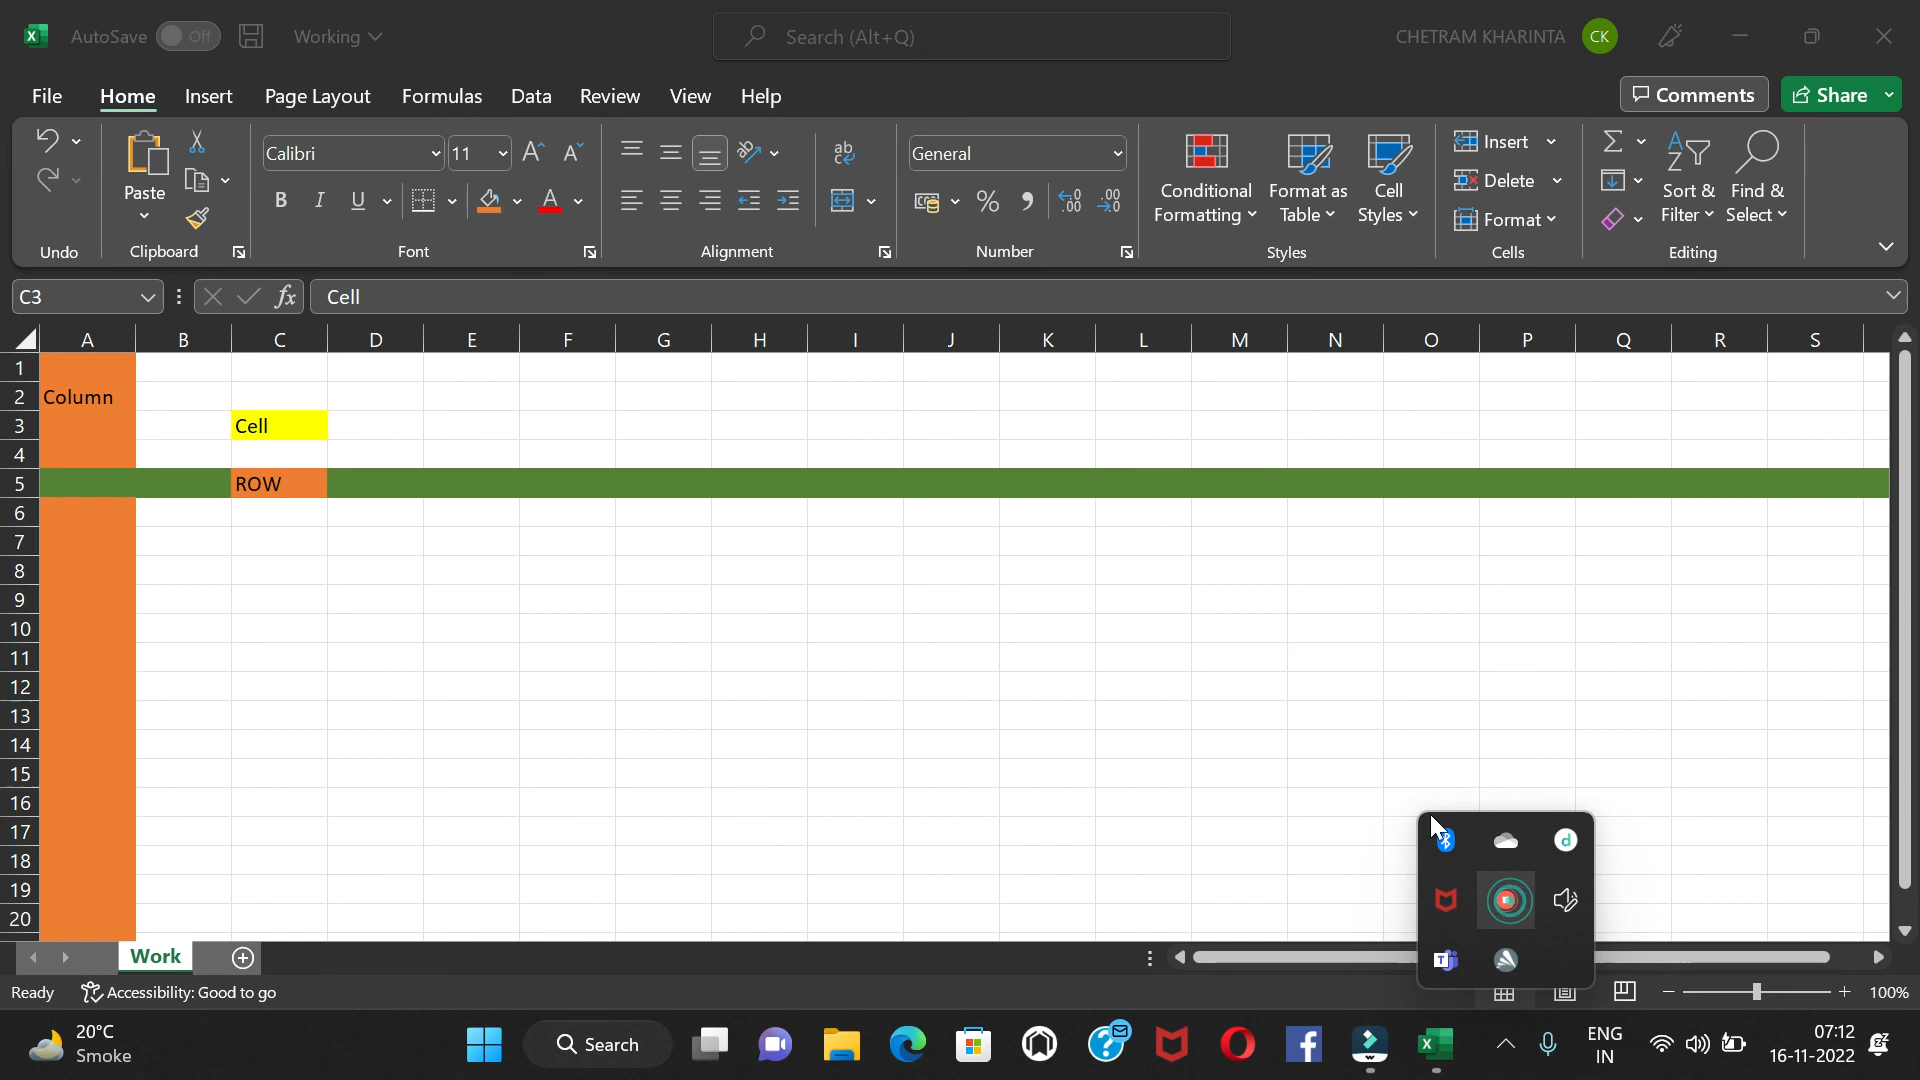 AutoSave Off Working Search (Alt+Q) CHETRAM KHARINTA CK
File Home Insert Page Layout Formulas Data Review View Help Comments Share
Calibri 11 ab General Insert
Paste B I U A Conditional Formatting Format as Table Cell Styles Delete Sort & Filter Find & Select
Format
Undo Clipboard Font Alignment Number Styles Cells Editing
C3 fx Cell
A B C D E F G H I J K L M N O P Q R S
1
2 Column
3 Cell
4
5 ROW
6
7
8
9
10
11
12
13
14
15
16
17
18
19
20
Work
Ready Accessibility: Good to go 100%
20°C
Smoke
Search
ENG
IN
07:12
16-11-2022